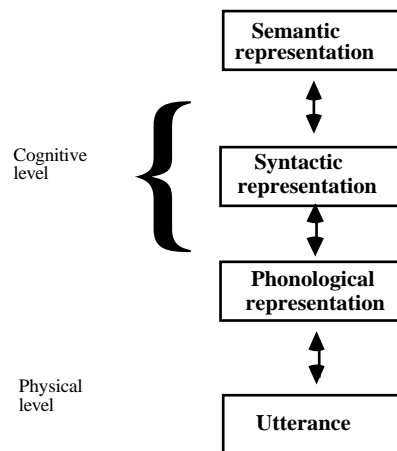 Semantic
representation
Cognitive
level
Syntactic
representation
Phonological
representation
Physical
level
Utterance